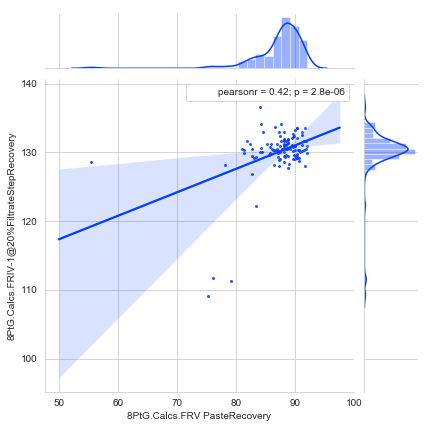 140
pearsonr = 0.42; p = 2.8e-06
130
120
110
100
8PtG.Calcs.FRIV-1@20%FiltrateStepRecovery
50 60 70 80 90 100
8PtG.Calcs.FRV PasteRecovery